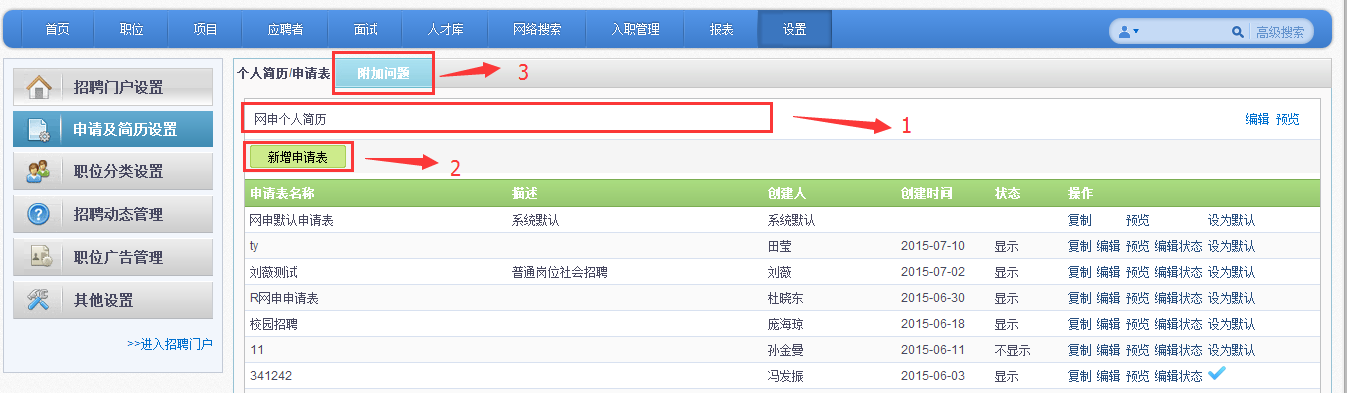 首页 职位 项目 应聘者 面试 人才库 网络搜索 入职管理 报表 设置 高级搜索
招聘门户设置
申请及简历设置
职位分类设置
招聘动态管理
职位广告管理
其他设置
>>进入招聘门户
个人简历/申请表 附加问题 3
网申个人简历 1 编辑 预览
新增申请表 2
申请表名称 描述 创建人 创建时间 状态 操作
网申默认申请表 系统默认 系统默认 复制 预览 设为默认
ty 田莹 2015-07-10 显示 复制 编辑 预览 编辑状态 设为默认
刘薇测试 普通岗位社会招聘 刘薇 2015-07-02 显示 复制 编辑 预览 编辑状态 设为默认
R网申申请表 杜晓东 2015-06-30 显示 复制 编辑 预览 编辑状态 设为默认
校园招聘 庞海琼 2015-06-18 显示 复制 编辑 预览 编辑状态 设为默认
11 孙金曼 2015-06-11 不显示 复制 编辑 预览 编辑状态 设为默认
341242 冯发振 2015-06-03 显示 复制 编辑 预览 编辑状态